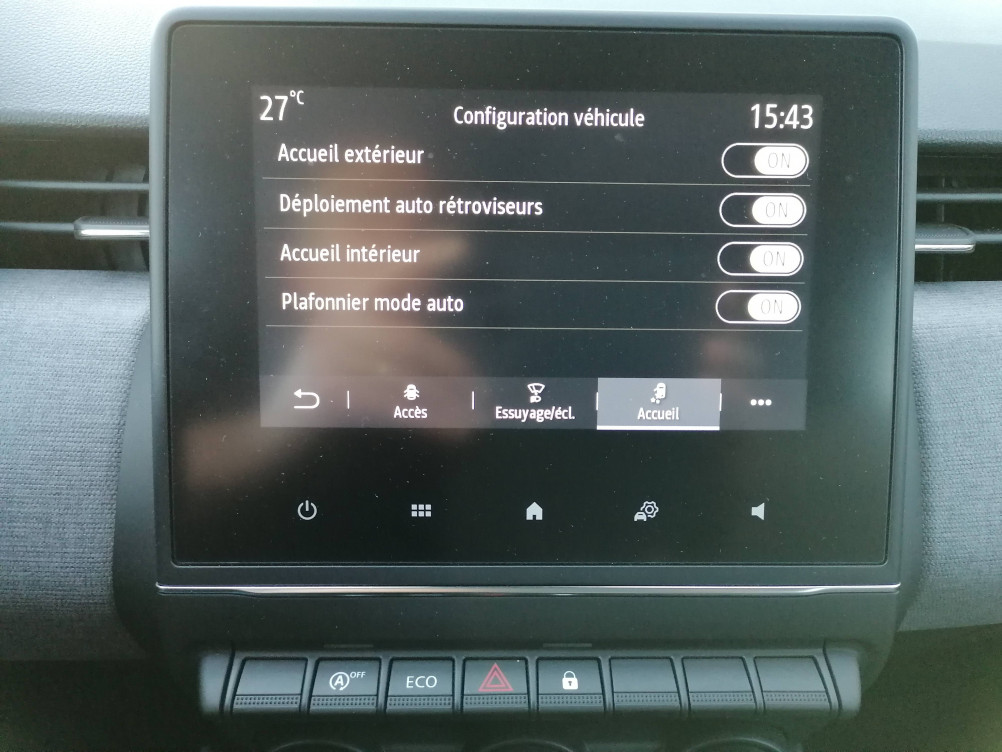 27°C Configuration véhicule 15:43
Accueil extérieur ON
Déploiement auto rétroviseurs ON
Accueil intérieur ON
Plafonnier mode auto ON
Accès Essuyage/écl. Accueil •••
A OFF ECO